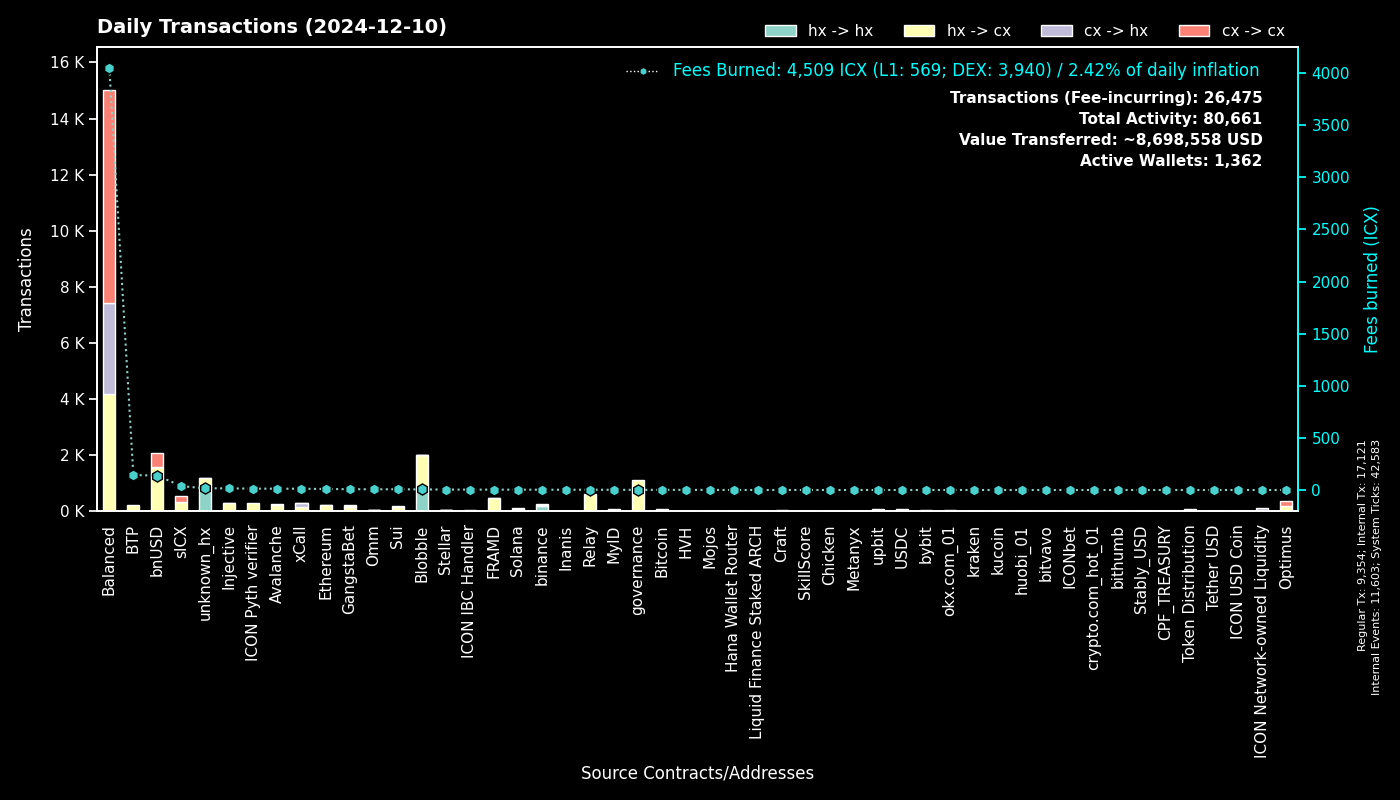 Daily Transactions (2024-12-10)
hx -> hx
hx -> cx
cx -> hx
cx -> cx
Fees Burned: 4,509 ICX (L1: 569; DEX: 3,940) / 2.42% of daily inflation
Transactions (Fee-incurring): 26,475
Total Activity: 80,661
Value Transferred: ~8,698,558 USD
Active Wallets: 1,362
Transactions
16 K
14 K
12 K
10 K
8 K
6 K
4 K
2 K
0 K
4000
3500
3000
2500
2000
1500
1000
500
0
Fees burned (ICX)
Balanced
BTP
bnUSD
sICX
unknown_hx
Injective
ICON Pyth verifier
Avalanche
xCall
Ethereum
GangstaBet
Omm
Sui
Blobble
Stellar
ICON IBC Handler
FRAMD
Solana
binance
Inanis
Relay
MyID
governance
Bitcoin
HVH
Mojos
Hana Wallet Router
Liquid Finance Staked ARCH
Craft
SkillScore
Chicken
Metanyx
upbit
USDC
bybit
okx.com_01
kraken
kucoin
huobi_01
bitvavo
ICONbet
crypto.com_hot_01
bithumb
Stably_USD
CPF_TREASURY
Token Distribution
Tether USD
ICON USD Coin
ICON Network-owned Liquidity
Optimus
Source Contracts/Addresses
Regular Tx: 9,354; Internal Tx: 17,121
Internal Events: 11,603; System Ticks: 42,583